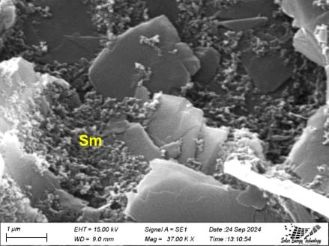 Sm
1 µm
EHT = 15.00 kV
Signal A = SE1
Date :24 Sep 2024
WD = 9.0 mm
Mag = 37.00 K X
Time :13:10:54